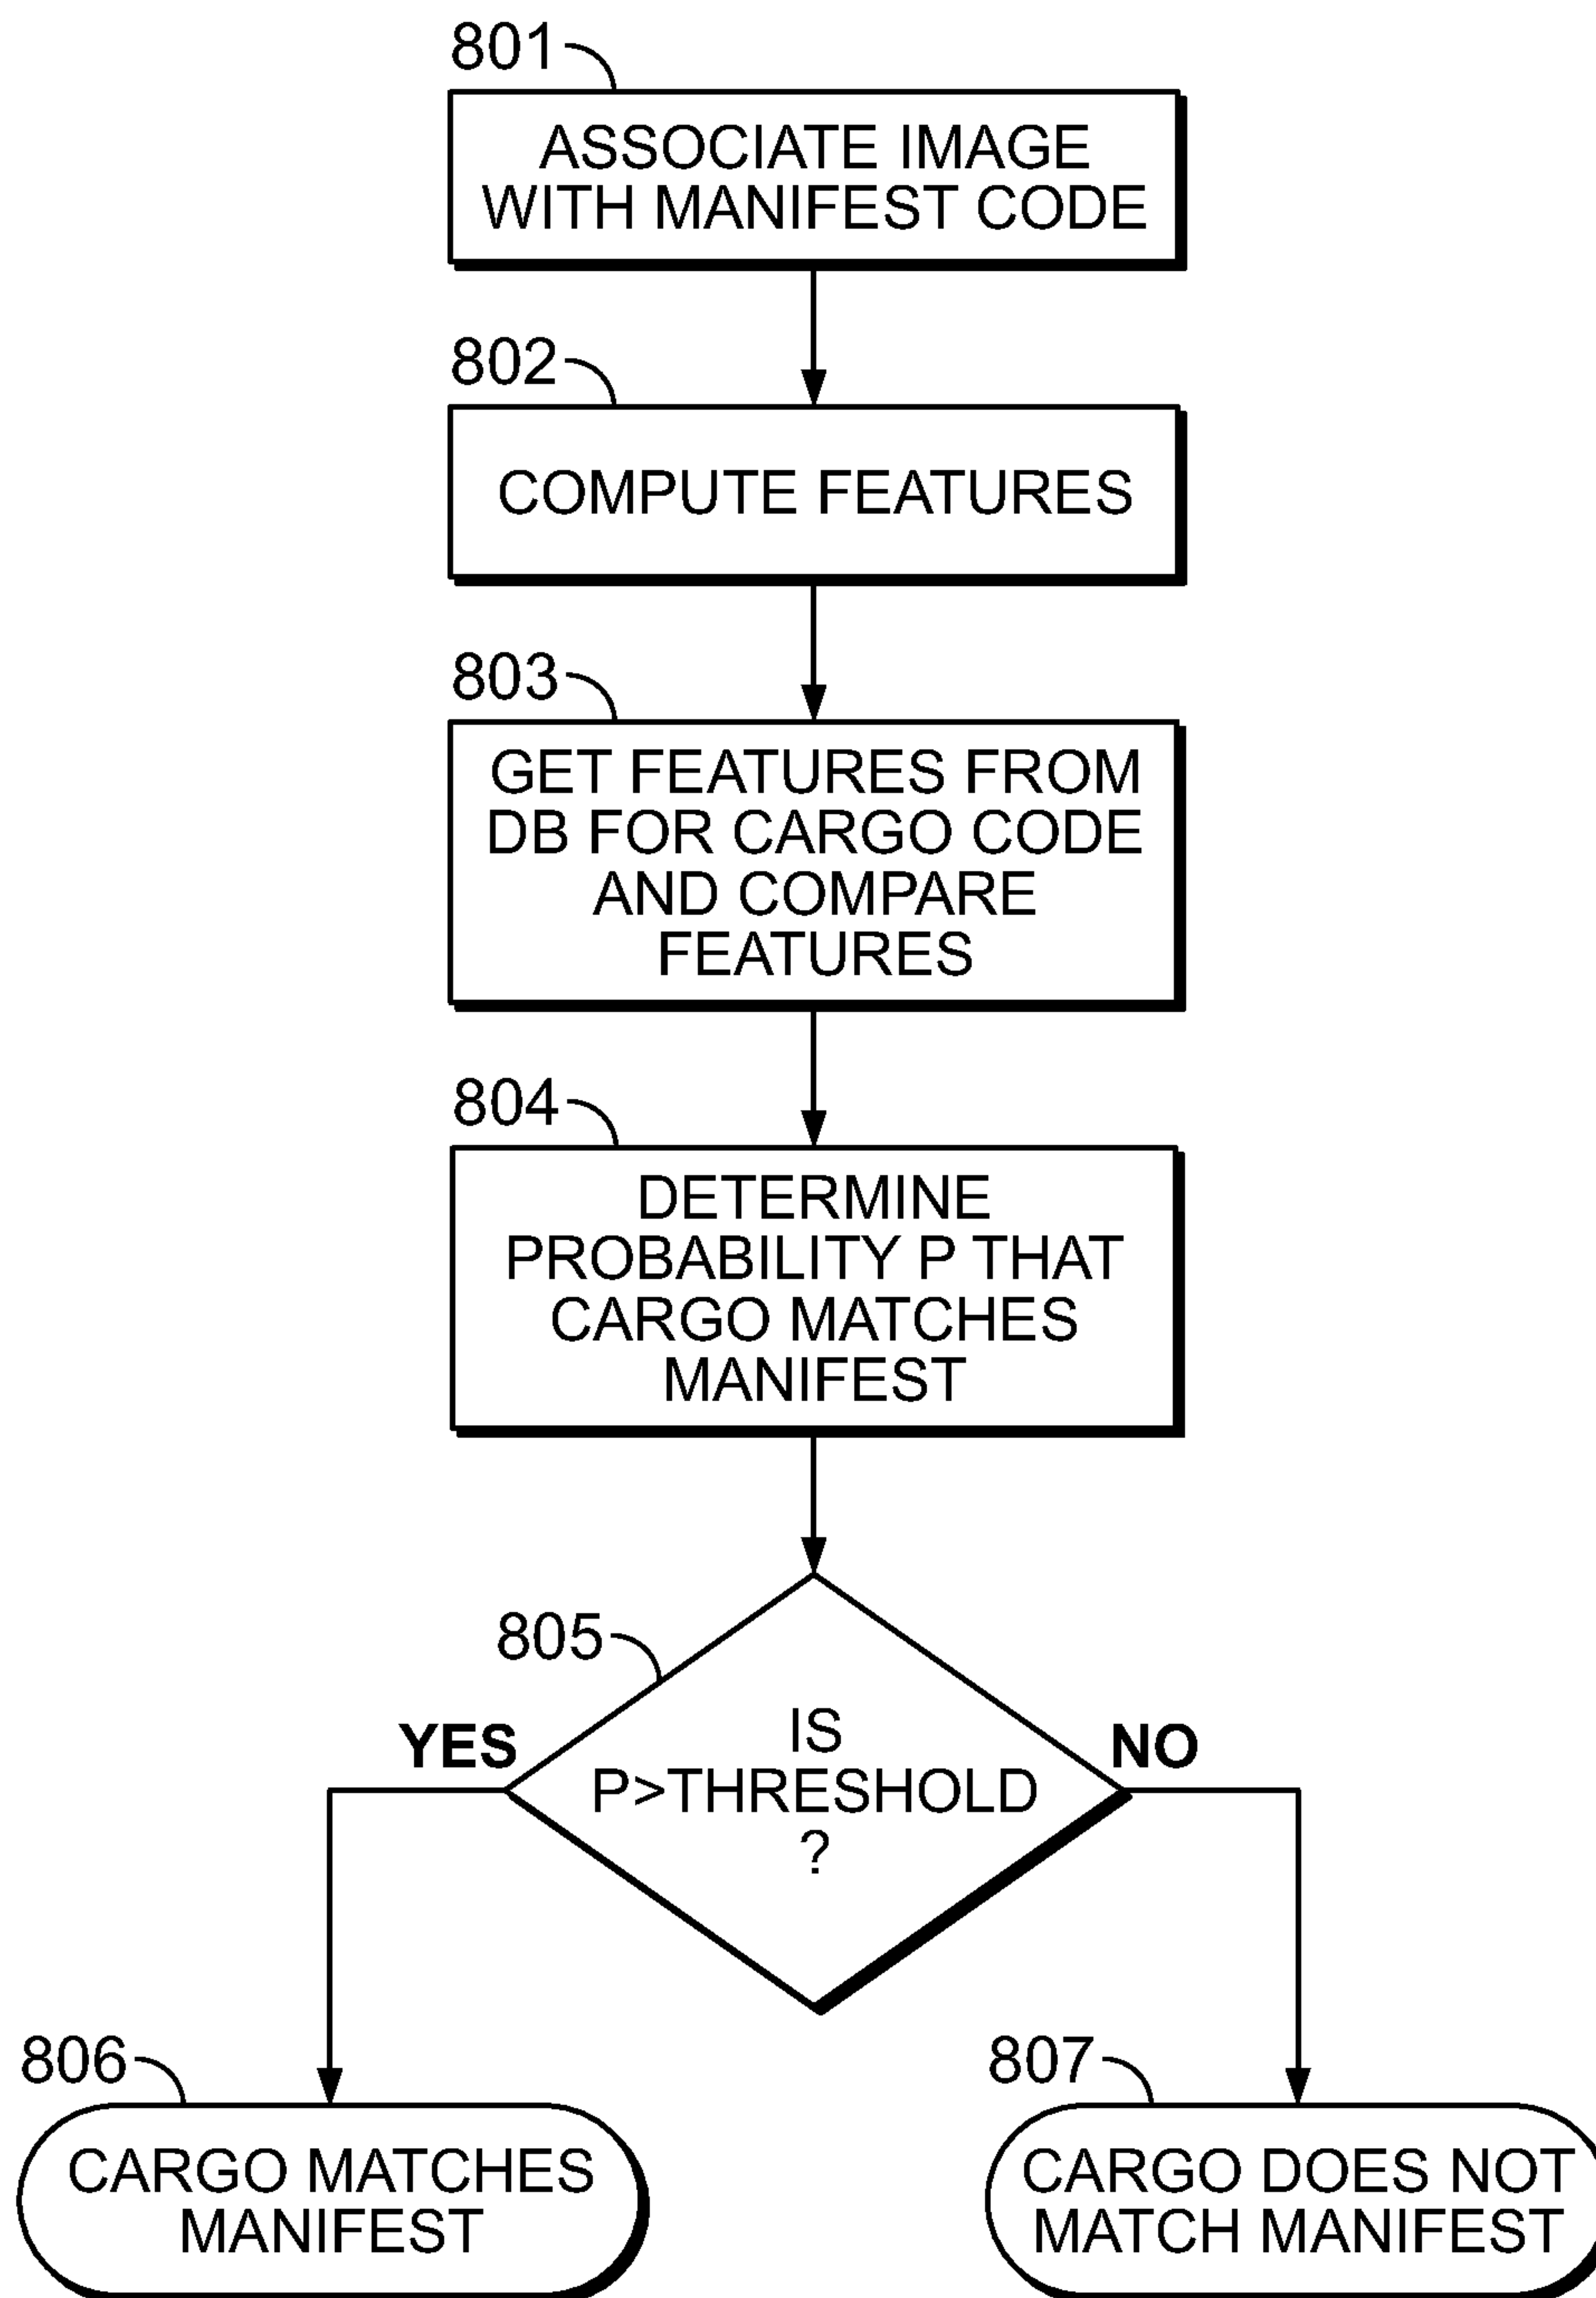 801
ASSOCIATE IMAGE
WITH MANIFEST CODE
802
COMPUTE FEATURES
803
GET FEATURES FROM
DB FOR CARGO CODE
AND COMPARE
FEATURES
804
DETERMINE
PROBABILITY P THAT
CARGO MATCHES
MANIFEST
805
IS
P>THRESHOLD
?
YES
NO
806
CARGO MATCHES
MANIFEST
807
CARGO DOES NOT
MATCH MANIFEST